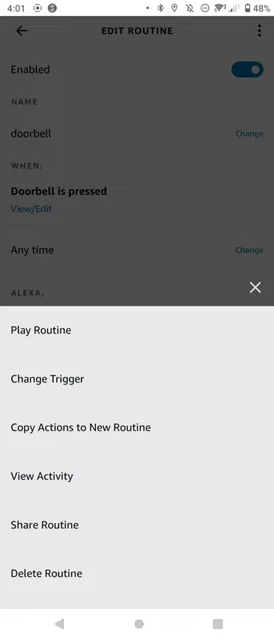 4:01
48%
EDIT ROUTINE
Enabled
NAME
doorbell
Change
WHEN:
Doorbell is pressed
View/Edit
Any time
Change
ALEXA,
Play Routine
Change Trigger
Copy Actions to New Routine
View Activity
Share Routine
Delete Routine